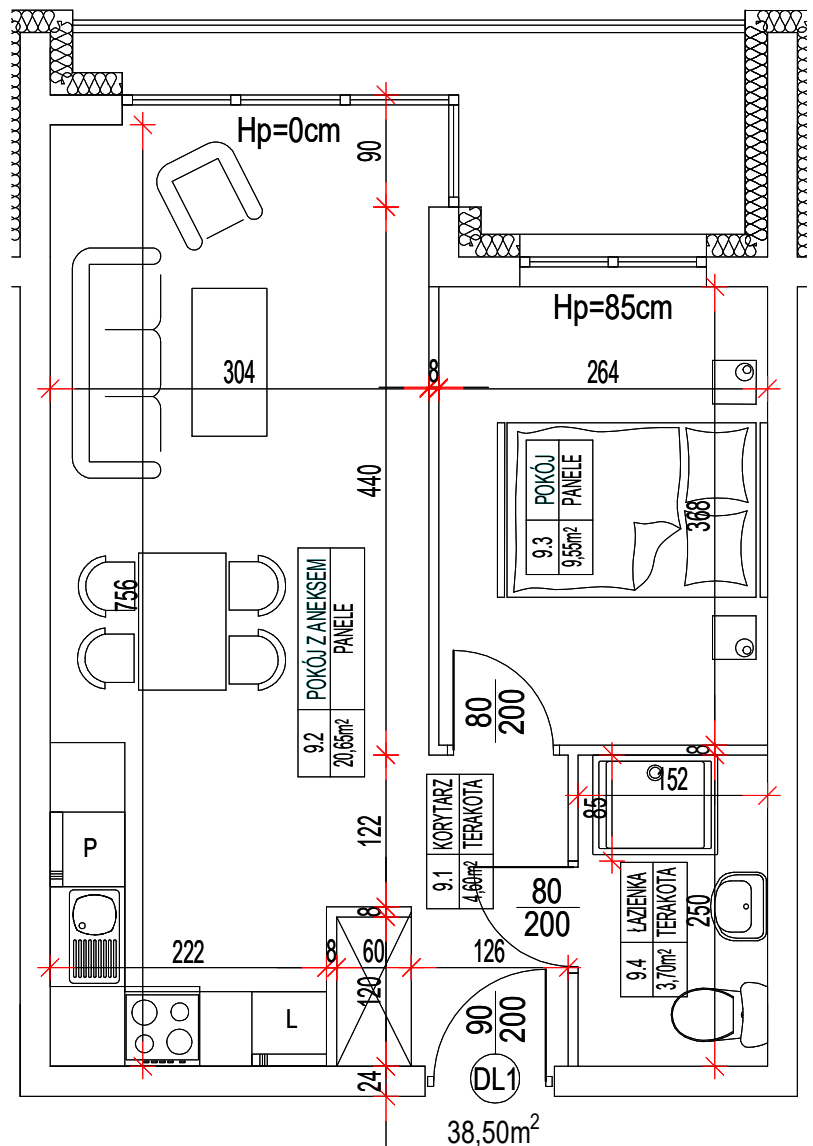 Hp=0cm
90
Hp=85cm
304
8
264
440
9.3
POKÓJ
PANELE
9,55m²
368
756
9.2
POKÓJ Z ANEKSEM
PANELE
20,65m²
80
200
8
152
85
122
9.1
KORYTARZ
TERAKOTA
4,60m²
P
80
200
9.4
ŁAZIENKA
TERAKOTA
3,70m²
250
8
222
8
60
126
120
L
90
200
24
DL1
38,50m²